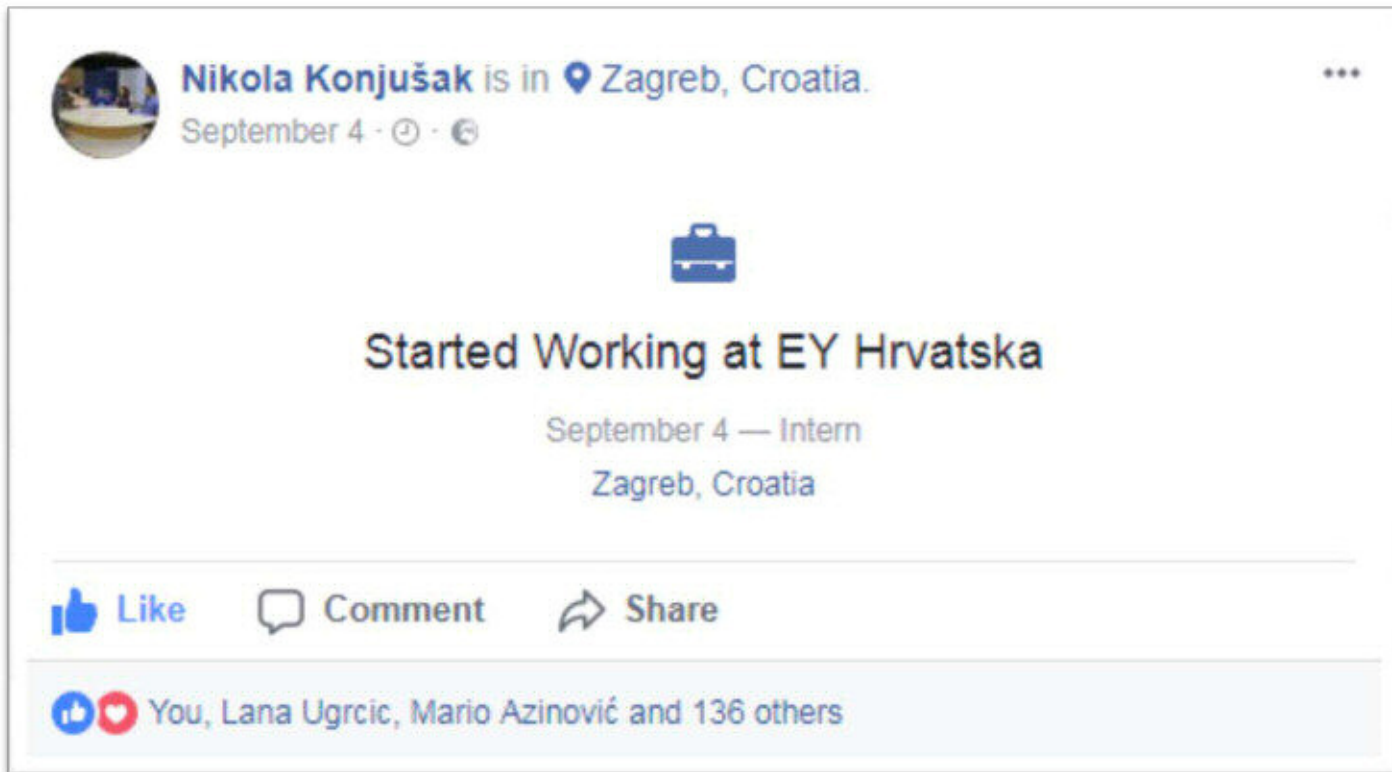 Nikola Konjušak is in Zagreb, Croatia.
September 4 · ·
Started Working at EY Hrvatska
September 4 — Intern
Zagreb, Croatia
Like Comment Share
You, Lana Ugrcic, Mario Azinović and 136 others